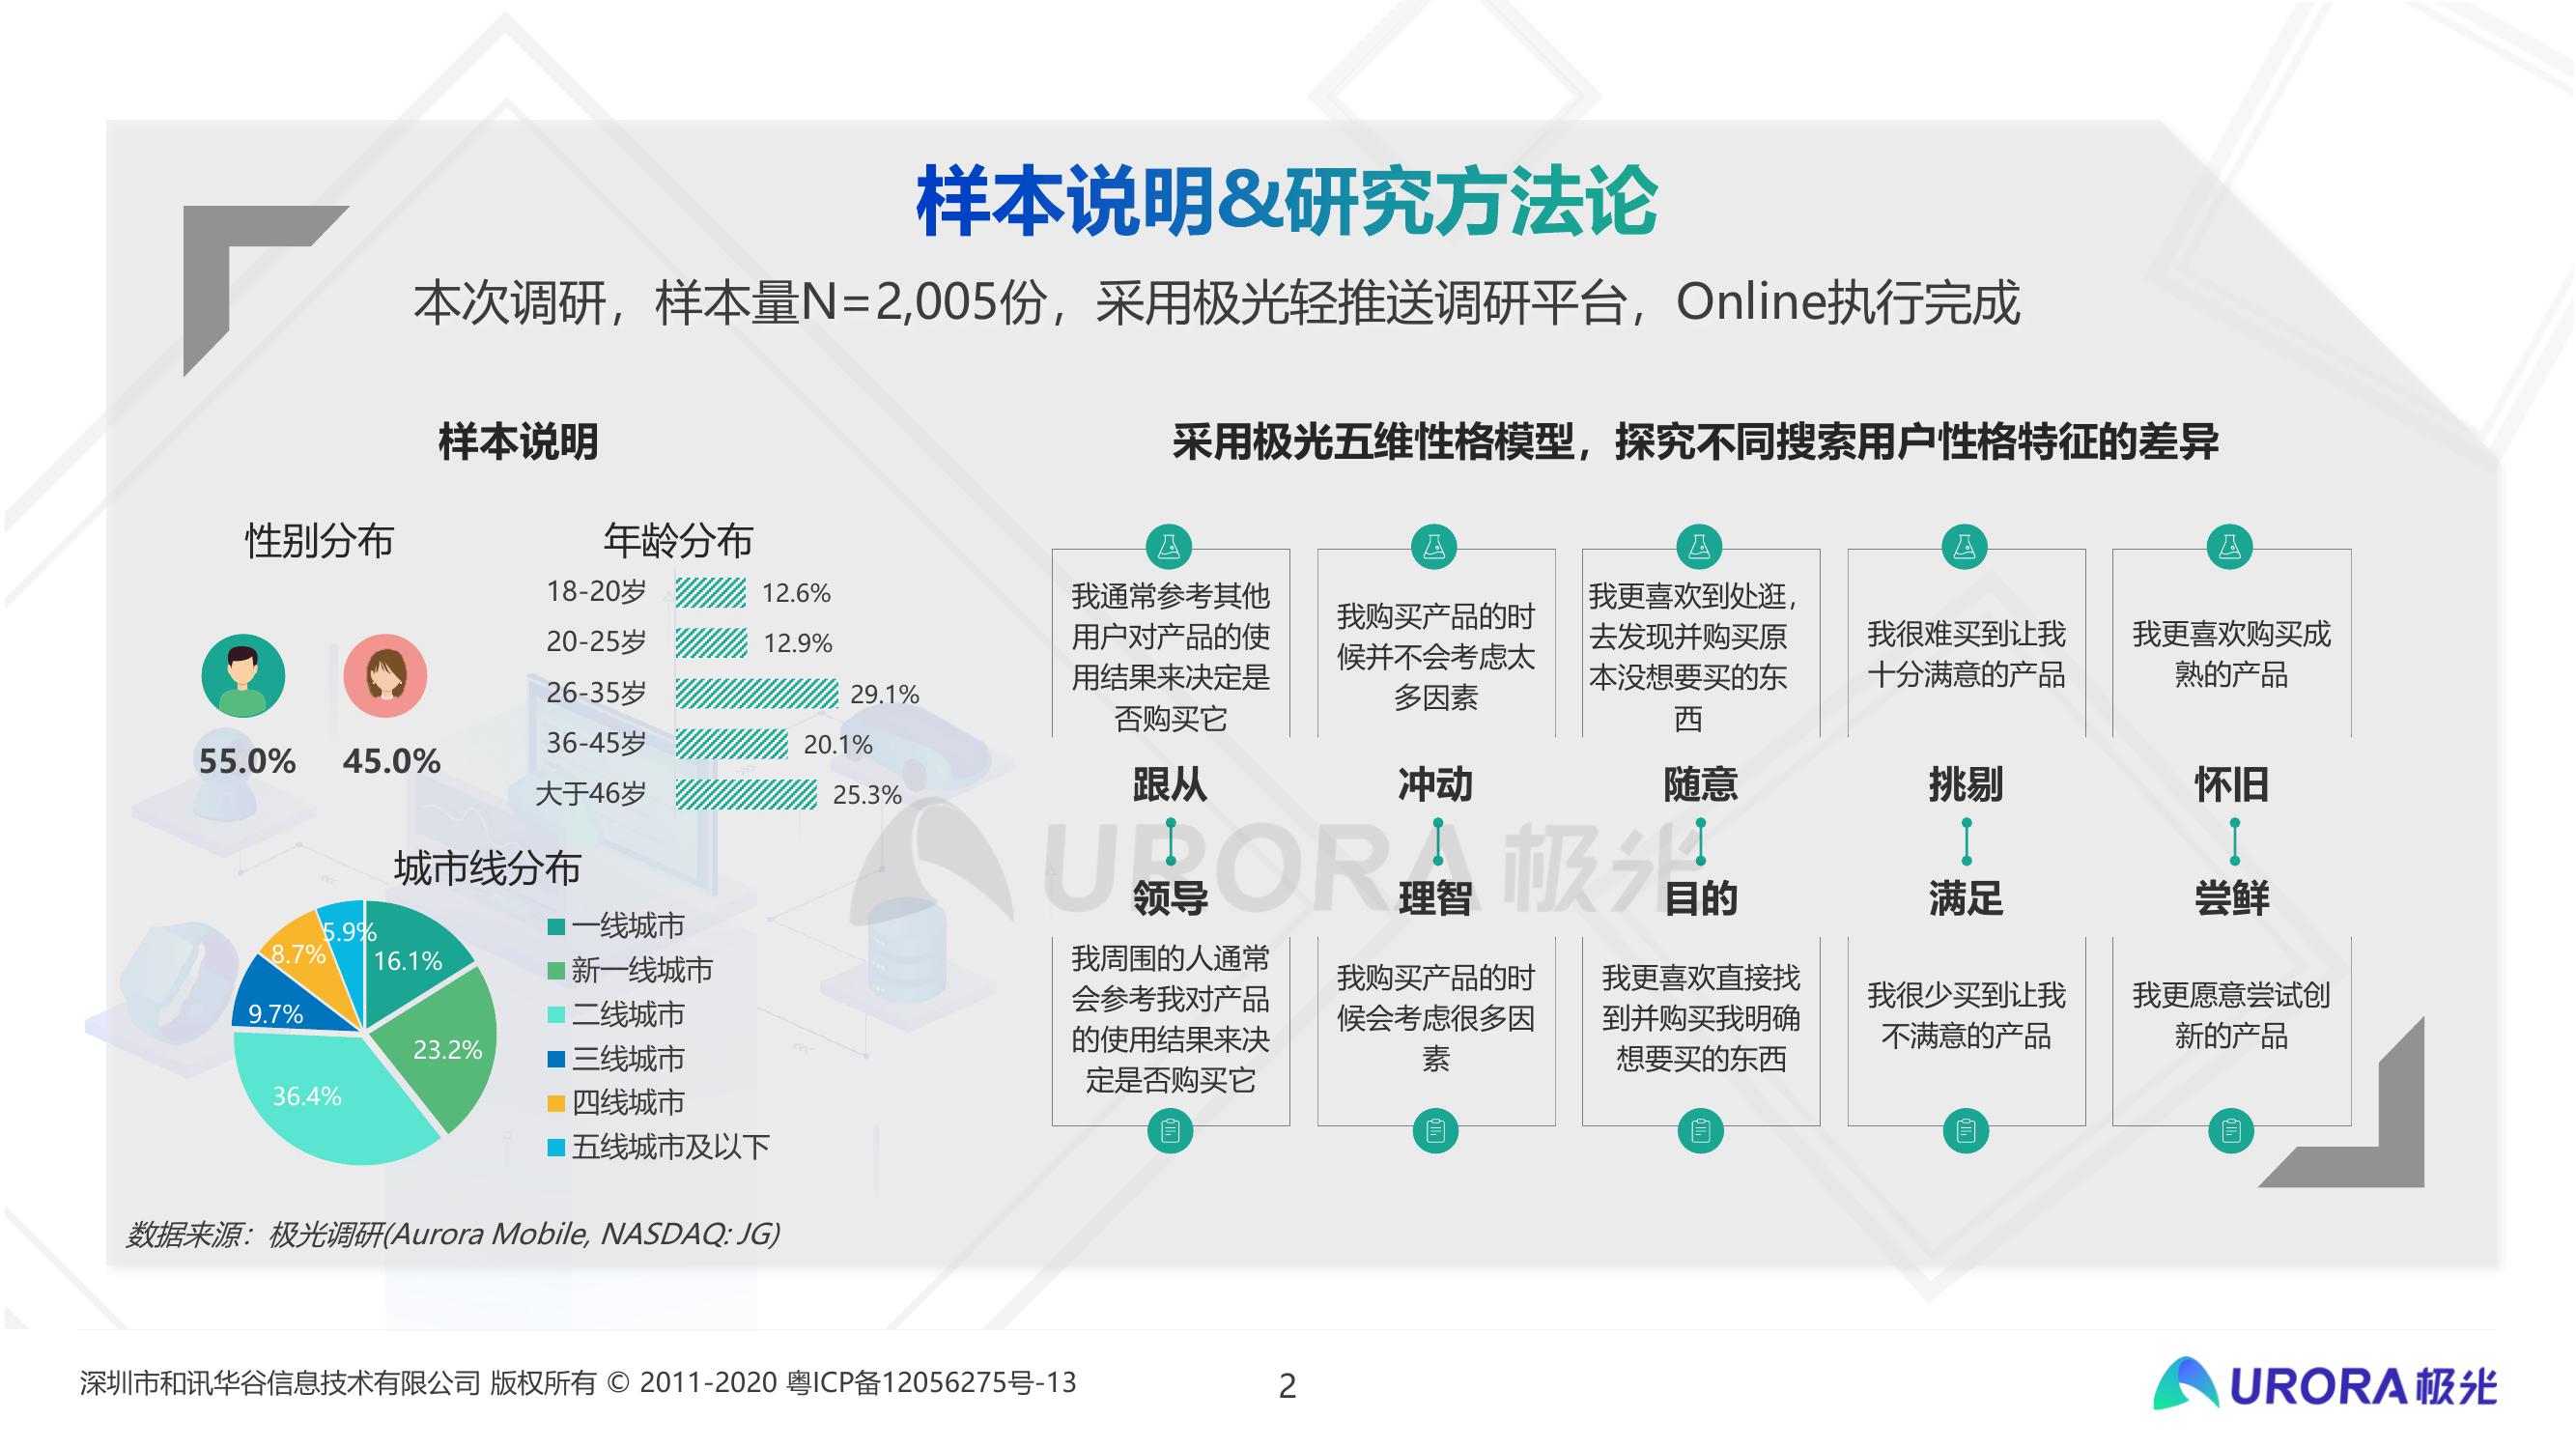 样本说明&研究方法论
本次调研，样本量N=2,005份，采用极光轻推送调研平台，Online执行完成
样本说明
性别分布
55.0%
45.0%
年龄分布
18-20岁 12.6%
20-25岁 12.9%
26-35岁 29.1%
36-45岁 20.1%
大于46岁 25.3%
城市线分布
5.9%
8.7%
16.1%
9.7%
23.2%
36.4%
一线城市
新一线城市
二线城市
三线城市
四线城市
五线城市及以下
采用极光五维性格模型，探究不同搜索用户性格特征的差异
我通常参考其他
用户对产品的使
用结果来决定是
否购买它
跟从
领导
我周围的人通常
会参考我对产品
的使用结果来决
定是否购买它
我购买产品的时
候并不会考虑太
多因素
冲动
理智
我购买产品的时
候会考虑很多因
素
我更喜欢到处逛，
去发现并购买原
本没想要买的东
西
随意
目的
我更喜欢直接找
到并购买我明确
想要买的东西
我很难买到让我
十分满意的产品
挑剔
满足
我很少买到让我
不满意的产品
我更喜欢购买成
熟的产品
怀旧
尝鲜
我更愿意尝试创
新的产品
URORA极光
数据来源：极光调研(Aurora Mobile, NASDAQ: JG)
深圳市和讯华谷信息技术有限公司 版权所有 © 2011-2020 粤ICP备12056275号-13
2
URORA极光